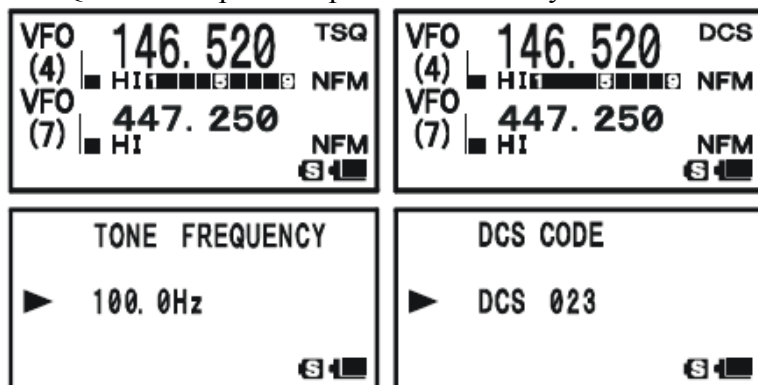 VFO 146. 520 TSQ
(4) HI 1 5 9 NFM
VFO 447. 250
(7) HI NFM
S
VFO 146. 520 DCS
(4) HI 1 5 9 NFM
VFO 447. 250
(7) HI NFM
S
TONE FREQUENCY
100. 0Hz
S
DCS CODE
DCS 023
S